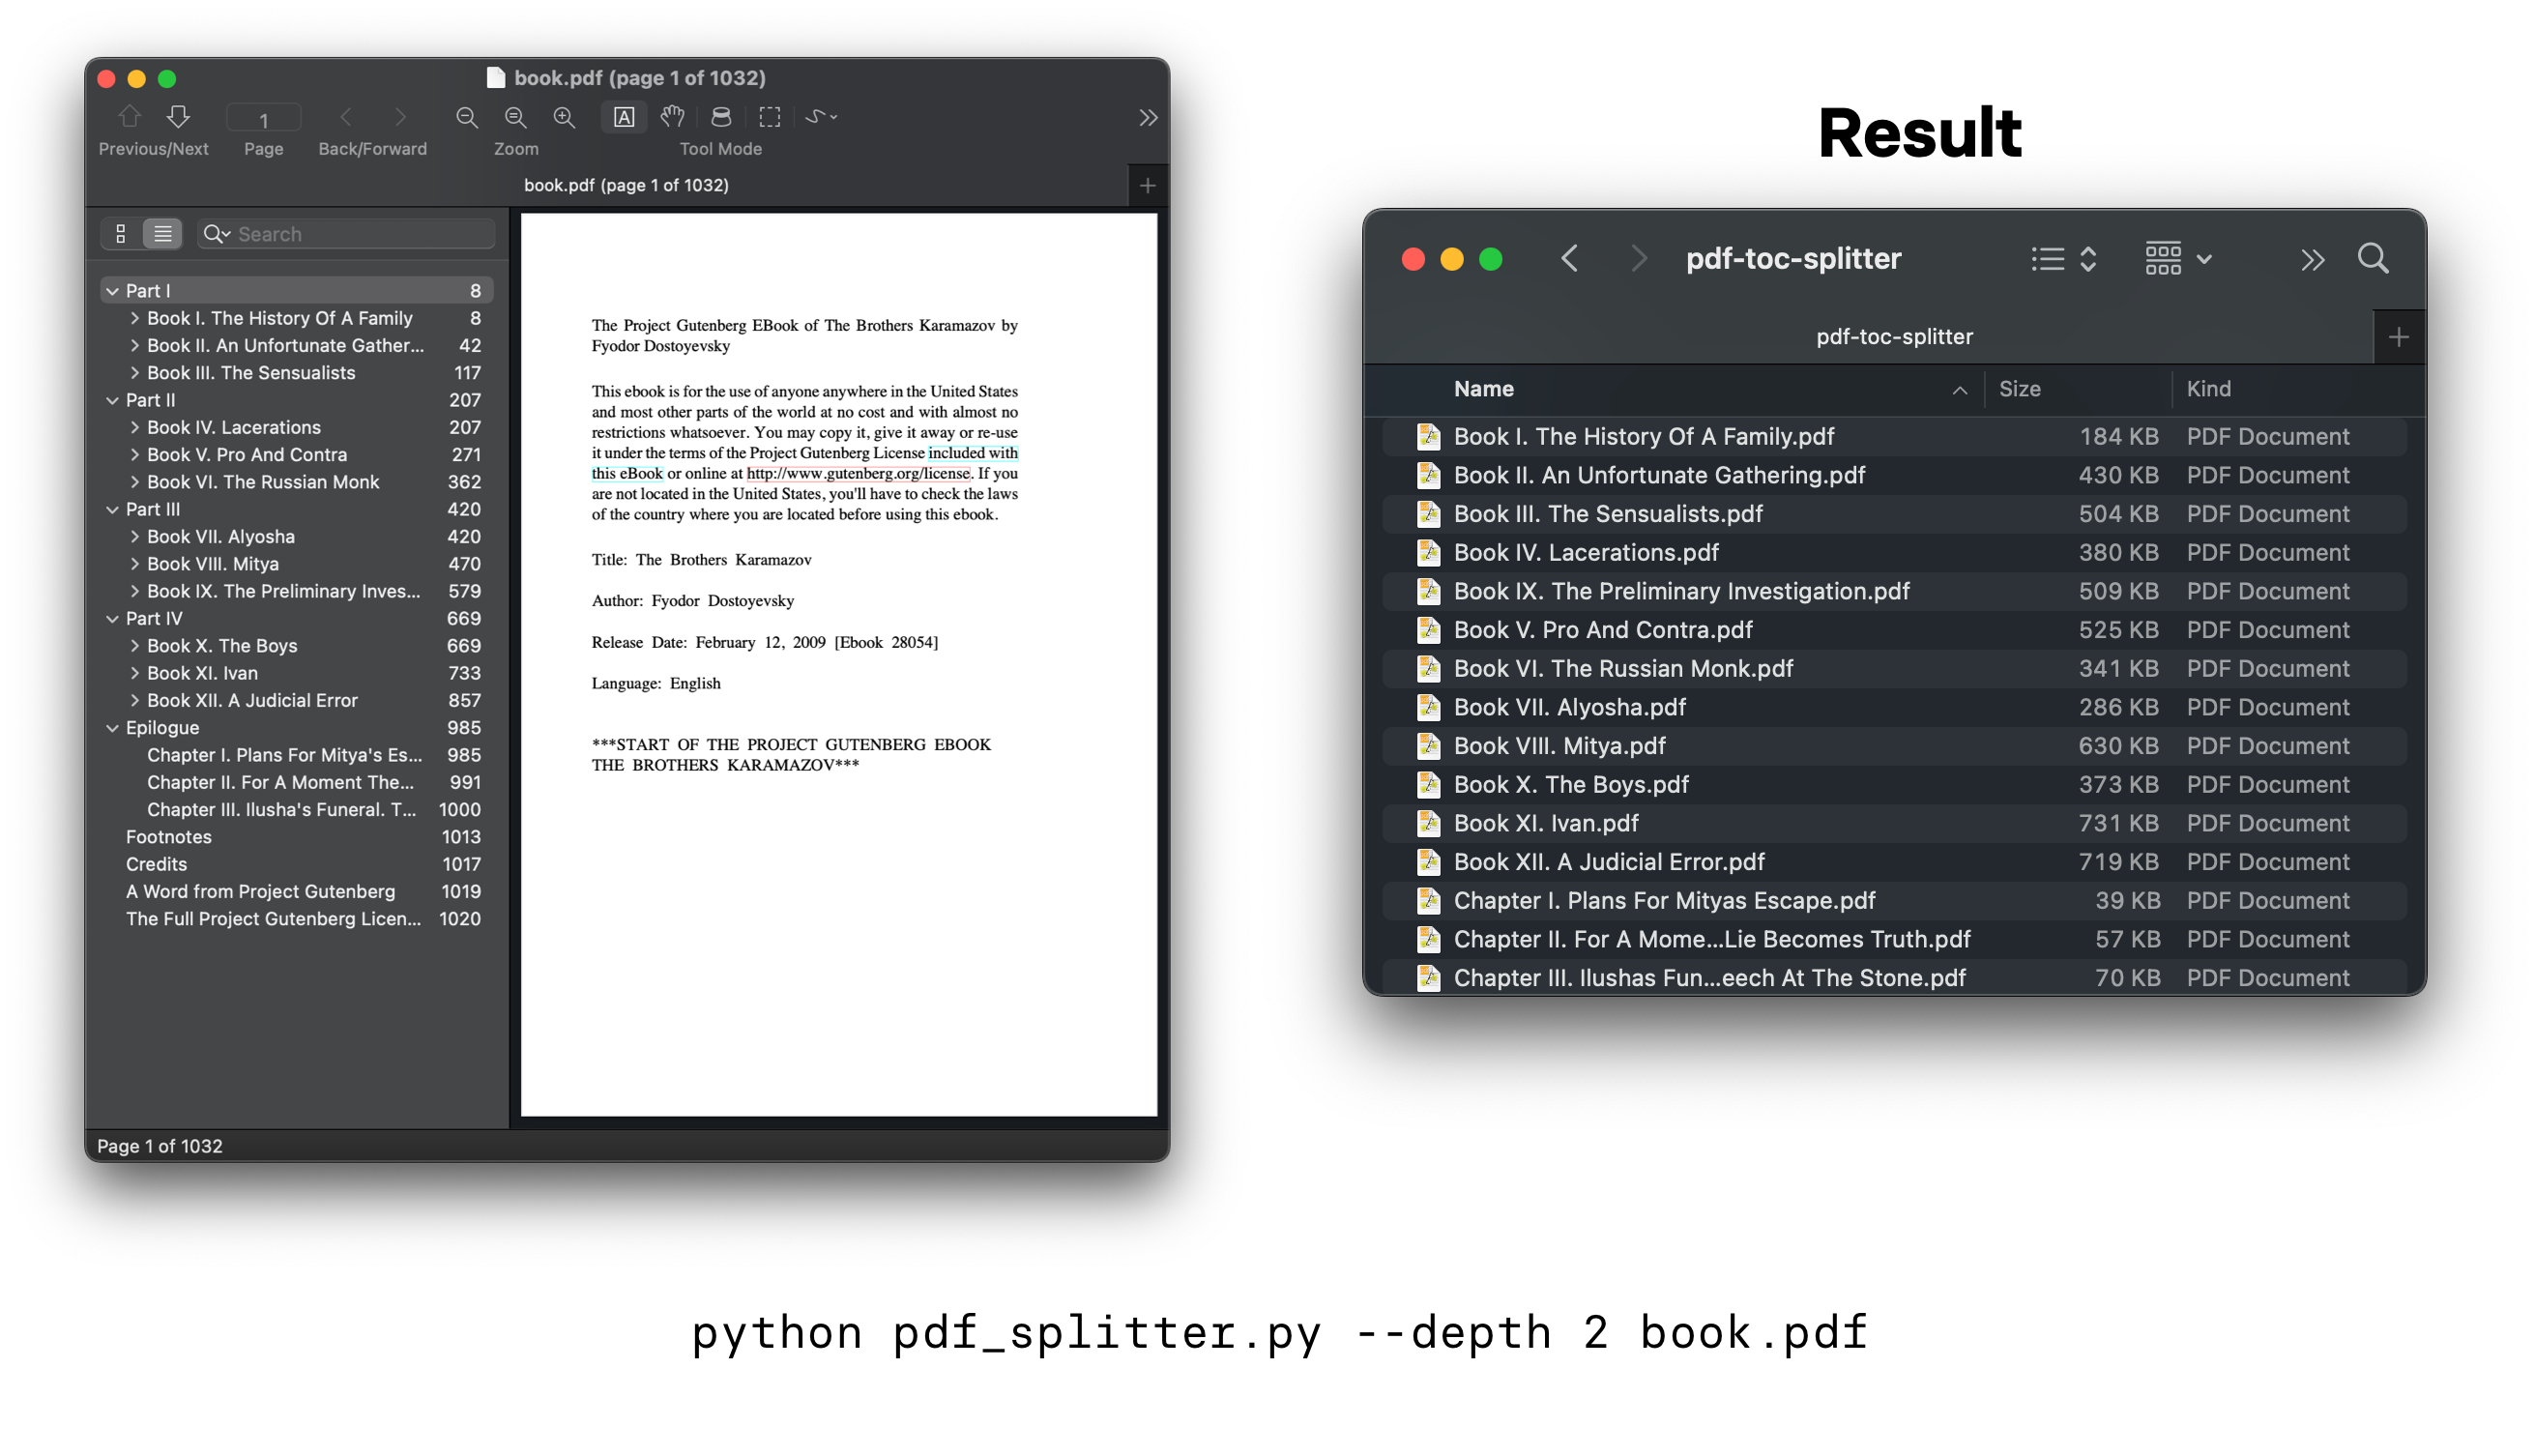 book.pdf (page 1 of 1032)
1
Previous/Next
Page
Back/Forward
Zoom
Tool Mode
book.pdf (page 1 of 1032)
Search
Part I 8
Book I. The History Of A Family 8
Book II. An Unfortunate Gather... 42
Book III. The Sensualists 117
Part II 207
Book IV. Lacerations 207
Book V. Pro And Contra 271
Book VI. The Russian Monk 362
Part III 420
Book VII. Alyosha 420
Book VIII. Mitya 470
Book IX. The Preliminary Inves... 579
Part IV 669
Book X. The Boys 669
Book XI. Ivan 733
Book XII. A Judicial Error 857
Epilogue 985
Chapter I. Plans For Mitya's Es... 985
Chapter II. For A Moment The... 991
Chapter III. Ilusha's Funeral. T... 1000
Footnotes 1013
Credits 1017
A Word from Project Gutenberg 1019
The Full Project Gutenberg Licen... 1020
The Project Gutenberg EBook of The Brothers Karamazov by
Fyodor Dostoyevsky
This ebook is for the use of anyone anywhere in the United States
and most other parts of the world at no cost and with almost no
restrictions whatsoever. You may copy it, give it away or re-use
it under the terms of the Project Gutenberg License included with
this eBook or online at http://www.gutenberg.org/license. If you
are not located in the United States, you'll have to check the laws
of the country where you are located before using this ebook.
Title: The Brothers Karamazov
Author: Fyodor Dostoyevsky
Release Date: February 12, 2009 [Ebook 28054]
Language: English
***START OF THE PROJECT GUTENBERG EBOOK
THE BROTHERS KARAMAZOV***
Page 1 of 1032
Result
pdf-toc-splitter
pdf-toc-splitter
Name Size Kind
Book I. The History Of A Family.pdf 184 KB PDF Document
Book II. An Unfortunate Gathering.pdf 430 KB PDF Document
Book III. The Sensualists.pdf 504 KB PDF Document
Book IV. Lacerations.pdf 380 KB PDF Document
Book IX. The Preliminary Investigation.pdf 509 KB PDF Document
Book V. Pro And Contra.pdf 525 KB PDF Document
Book VI. The Russian Monk.pdf 341 KB PDF Document
Book VII. Alyosha.pdf 286 KB PDF Document
Book VIII. Mitya.pdf 630 KB PDF Document
Book X. The Boys.pdf 373 KB PDF Document
Book XI. Ivan.pdf 731 KB PDF Document
Book XII. A Judicial Error.pdf 719 KB PDF Document
Chapter I. Plans For Mityas Escape.pdf 39 KB PDF Document
Chapter II. For A Mome...Lie Becomes Truth.pdf 57 KB PDF Document
Chapter III. Ilushas Fun...eech At The Stone.pdf 70 KB PDF Document
python pdf_splitter.py --depth 2 book.pdf